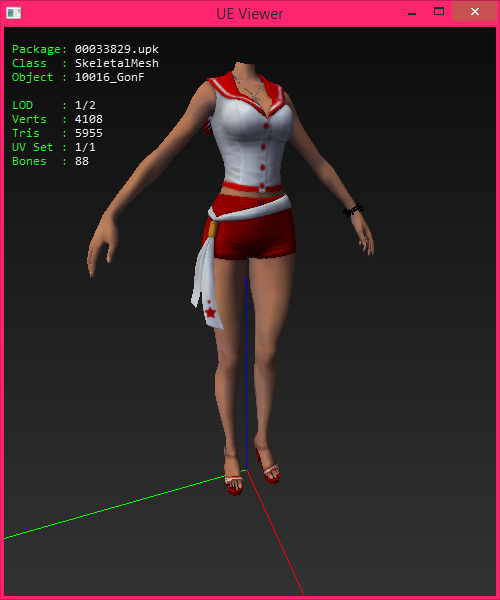 UE Viewer
Package: 00033829.upk
Class : SkeletalMesh
Object : 10016_GonF
LOD : 1/2
Verts : 4108
Tris : 5955
UV Set : 1/1
Bones : 88